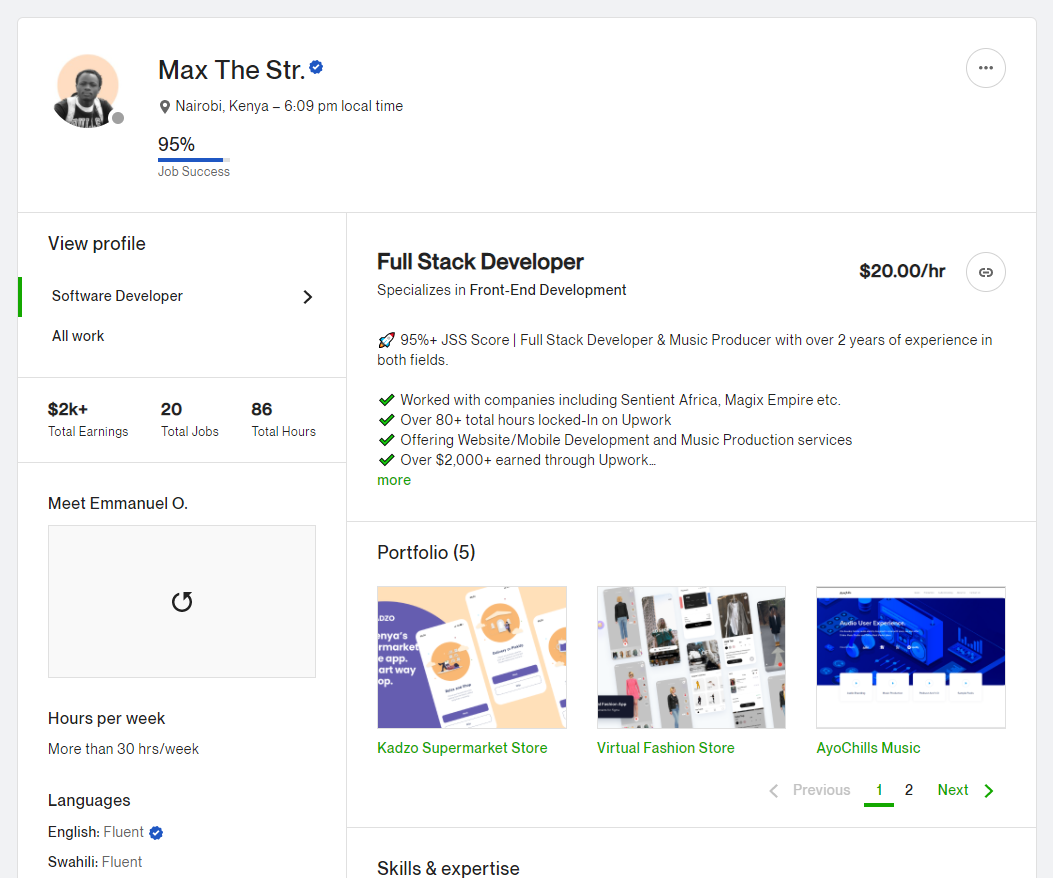 Max The Str.
Nairobi, Kenya – 6:09 pm local time
95%
Job Success
View profile
Software Developer
All work
$2k+ 20 86
Total Earnings Total Jobs Total Hours
Meet Emmanuel O.
Hours per week
More than 30 hrs/week
Languages
English: Fluent
Swahili: Fluent
Full Stack Developer
$20.00/hr
Specializes in Front-End Development
🚀 95%+ JSS Score | Full Stack Developer & Music Producer with over 2 years of experience in
both fields.
✔ Worked with companies including Sentient Africa, Magix Empire etc.
✔ Over 80+ total hours locked-In on Upwork
✔ Offering Website/Mobile Development and Music Production services
✔ Over $2,000+ earned through Upwork…
more
Portfolio (5)
Audio User Experience.
Kadzo Supermarket Store
Virtual Fashion Store
AyoChills Music
Previous 1 2 Next
Skills & expertise